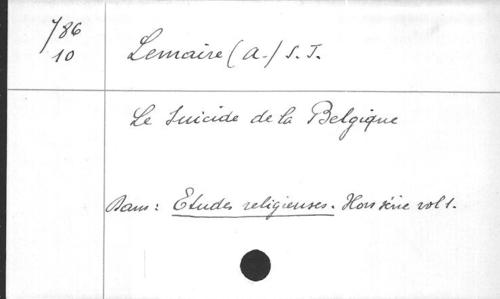 786
10
Lemaire (A.) S.J.
Le Suicide de la Belgique
Dans : Etudes religieuses. Hors série vol 1.